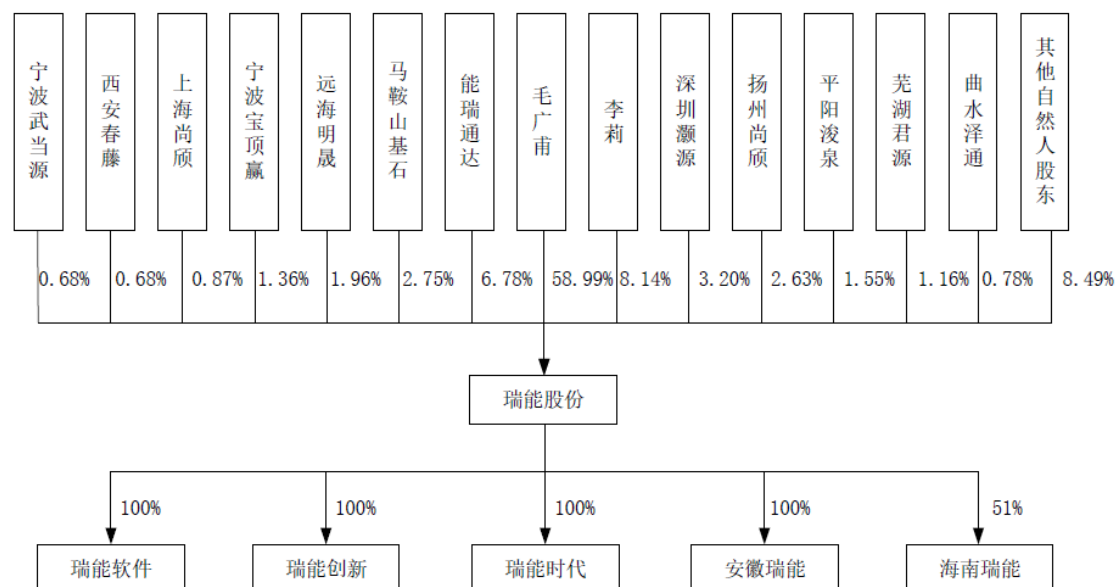 宁波武当源
西安春藤
上海尚颀
宁波宝顶赢
远海明晟
马鞍山基石
能瑞通达
毛广甫
李莉
深圳灏源
扬州尚颀
平阳浚泉
芜湖君源
曲水泽通
其他自然人股东
0.68% 0.68% 0.87% 1.36% 1.96% 2.75% 6.78% 58.99% 8.14% 3.20% 2.63% 1.55% 1.16% 0.78% 8.49%
瑞能股份
100% 100% 100% 100% 51%
瑞能软件 瑞能创新 瑞能时代 安徽瑞能 海南瑞能